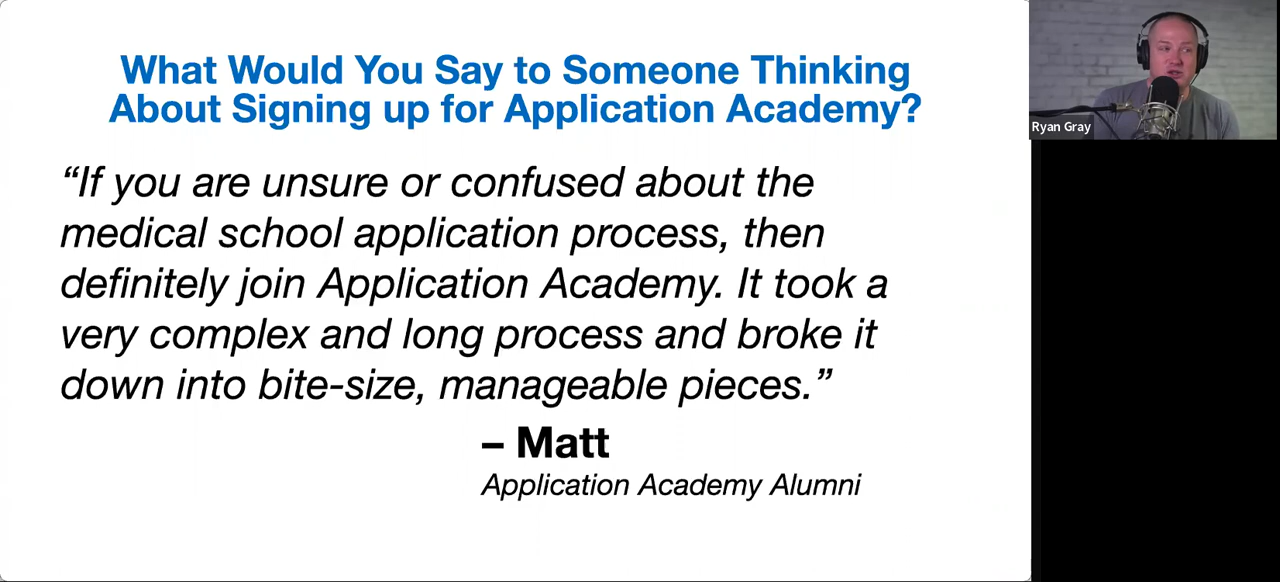 What Would You Say to Someone Thinking
About Signing up for Application Academy?
“If you are unsure or confused about the
medical school application process, then
definitely join Application Academy. It took a
very complex and long process and broke it
down into bite-size, manageable pieces.”
– Matt
Application Academy Alumni
Ryan Gray